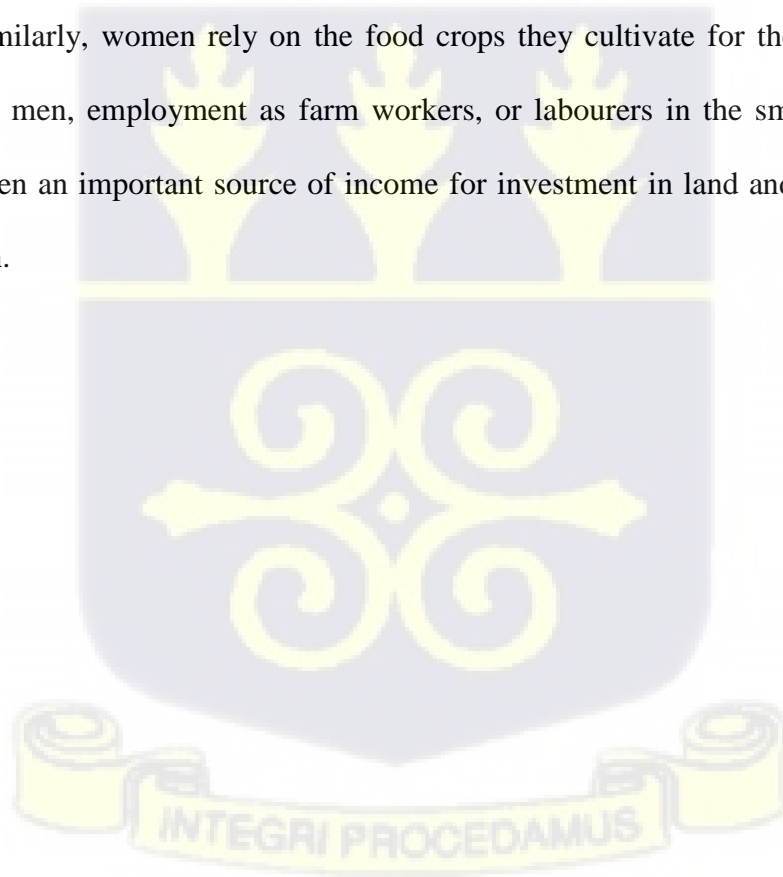 milarly, women rely on the food crops they cultivate for the
men, employment as farm workers, or labourers in the sm
en an important source of income for investment in land and
.
INTEGRI PROCEDAMUS